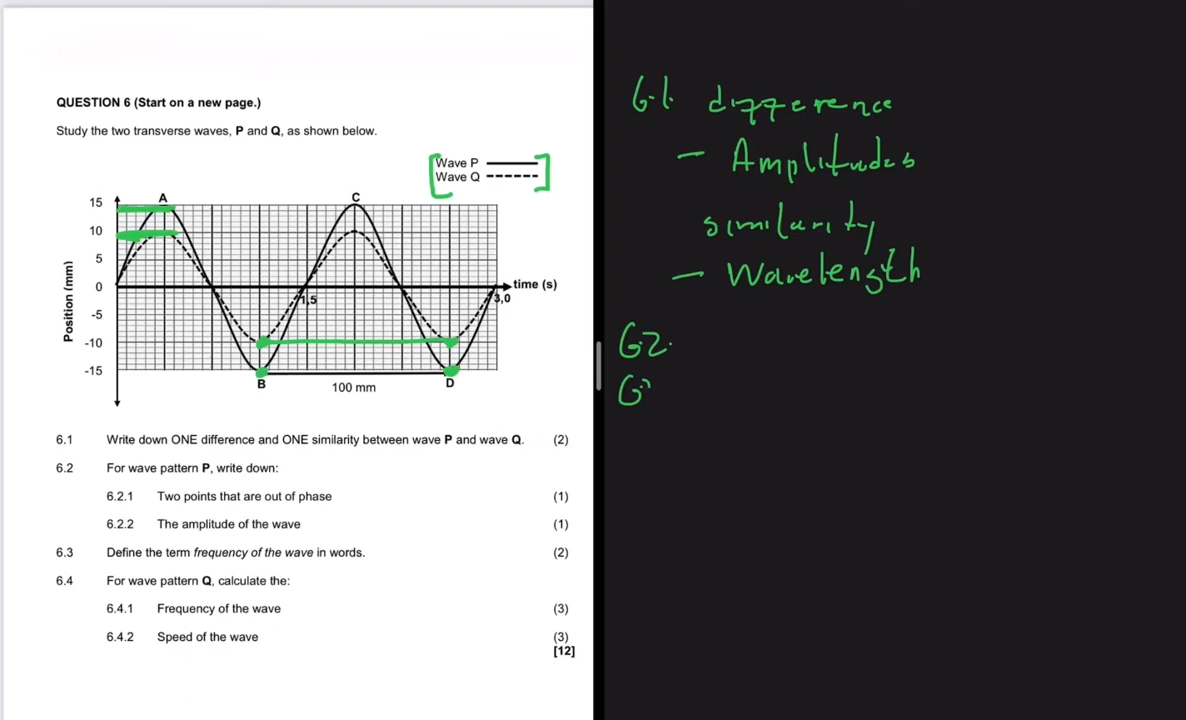 QUESTION 6 (Start on a new page.)
Study the two transverse waves, P and Q, as shown below.
Wave P
Wave Q
A
C
15
10
5
0
-5
-10
-15
Position (mm)
time (s)
1,5
3,0
B
D
100 mm
6.1 Write down ONE difference and ONE similarity between wave P and wave Q. (2)
6.2 For wave pattern P, write down:
6.2.1 Two points that are out of phase (1)
6.2.2 The amplitude of the wave (1)
6.3 Define the term frequency of the wave in words. (2)
6.4 For wave pattern Q, calculate the:
6.4.1 Frequency of the wave (3)
6.4.2 Speed of the wave (3)
[12]
6.1. difference
- Amplitudes
similarity
- Wavelength
6.2.